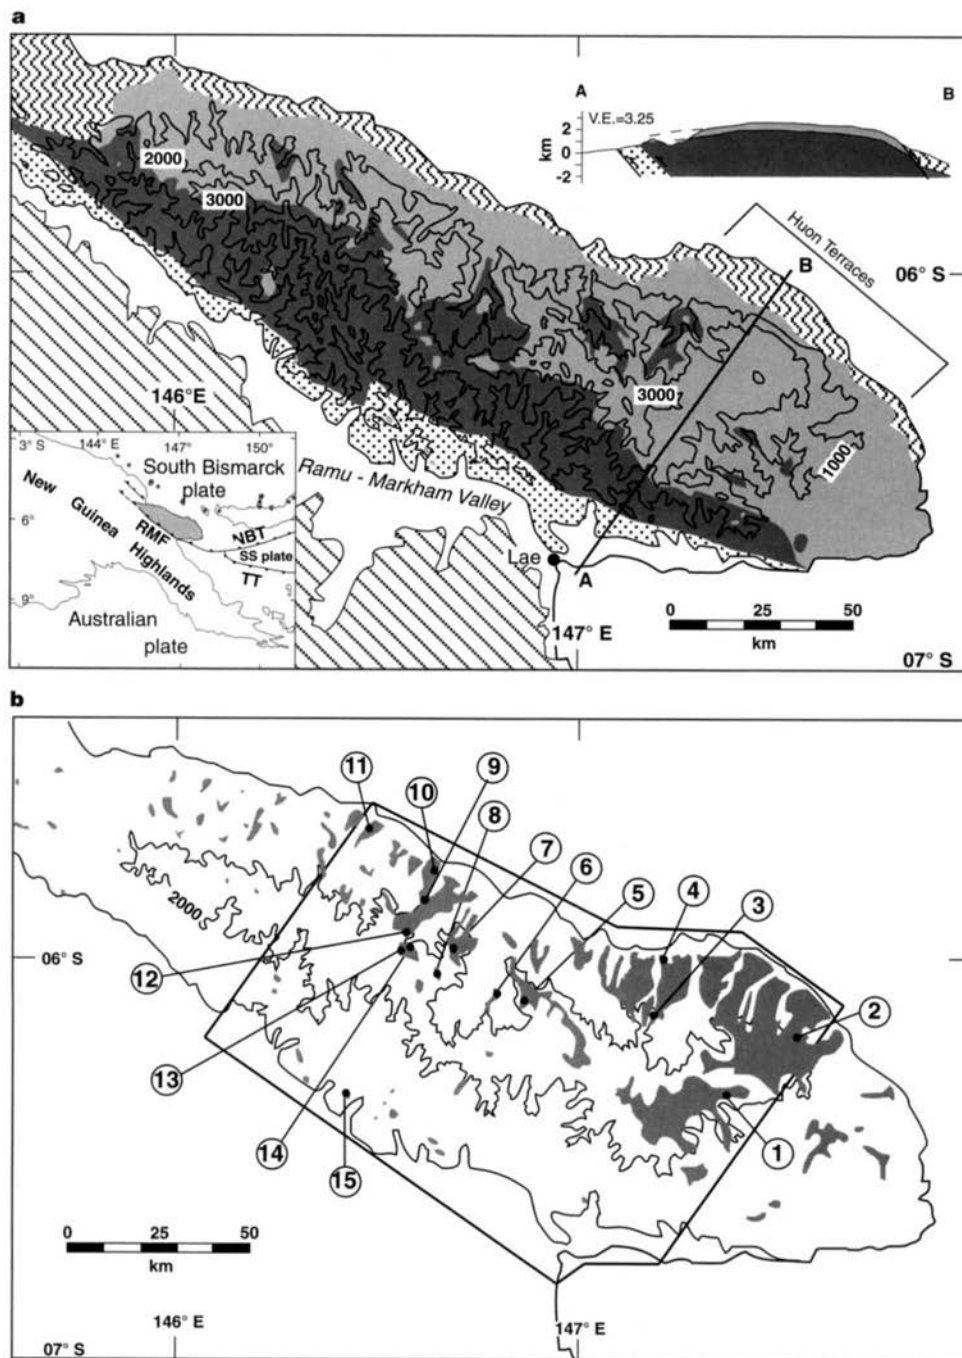 a
A
B
V.E.=3.25
2
0
-2
km
2000
3000
Huon Terraces
B
06° S
3000
1000
146°E
3° S
144° E
147°
150°
South Bismarck
plate
New
Guinea
Highlands
RMF
NBT
SS plate
TT
6°
9°
Australian
plate
Ramu - Markham Valley
Lae
A
147° E
0 25 50
km
07° S
b
11
10
9
8
7
6
5
4
3
2
2000
06° S
12
13
14
15
1
0 25 50
km
146° E
147° E
07° S